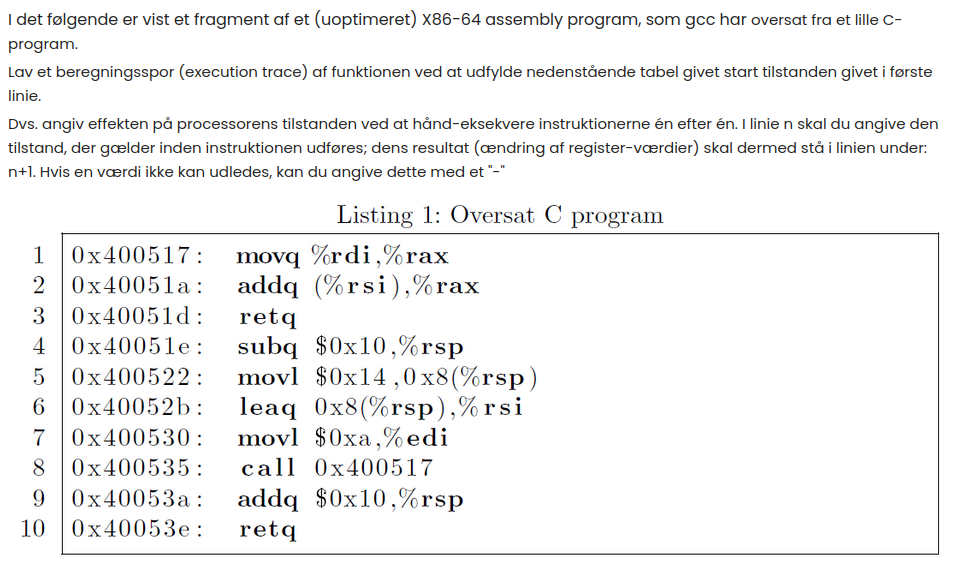 I det følgende er vist et fragment af et (uoptimeret) X86-64 assembly program, som gcc har oversat fra et lille C-
program.
Lav et beregningsspor (execution trace) af funktionen ved at udfylde nedenstående tabel givet start tilstanden givet i første
linie.
Dvs. angiv effekten på processorens tilstanden ved at hånd-eksekvere instruktionerne én efter én. I linie n skal du angive den
tilstand, der gælder inden instruktionen udføres; dens resultat (ændring af register-værdier) skal dermed stå i linien under:
n+1. Hvis en værdi ikke kan udledes, kan du angive dette med et "-"
Listing 1: Oversat C program
1 0x400517: movq %rdi,%rax
2 0x40051a: addq (%rsi),%rax
3 0x40051d: retq
4 0x40051e: subq $0x10,%rsp
5 0x400522: movl $0x14,0x8(%rsp)
6 0x40052b: leaq 0x8(%rsp),%rsi
7 0x400530: movl $0xa,%edi
8 0x400535: call 0x400517
9 0x40053a: addq $0x10,%rsp
10 0x40053e: retq